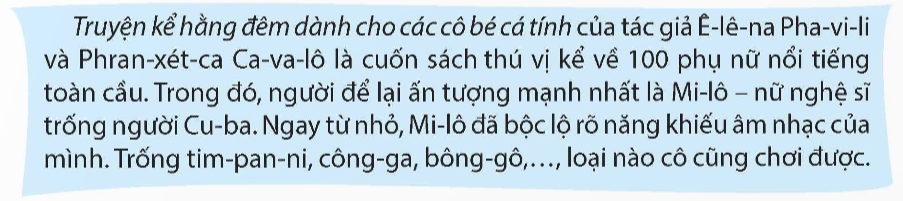 Truyện kể hằng đêm dành cho các cô bé cá tính của tác giả Ê-lê-na Pha-vi-li
và Phran-xét-ca Ca-va-lô là cuốn sách thú vị kể về 100 phụ nữ nổi tiếng
toàn cầu. Trong đó, người để lại ấn tượng mạnh nhất là Mi-lô – nữ nghệ sĩ
trống người Cu-ba. Ngay từ nhỏ, Mi-lô đã bộc lộ rõ năng khiếu âm nhạc của
mình. Trống tim-pan-ni, công-ga, bông-gô,…, loại nào cô cũng chơi được.